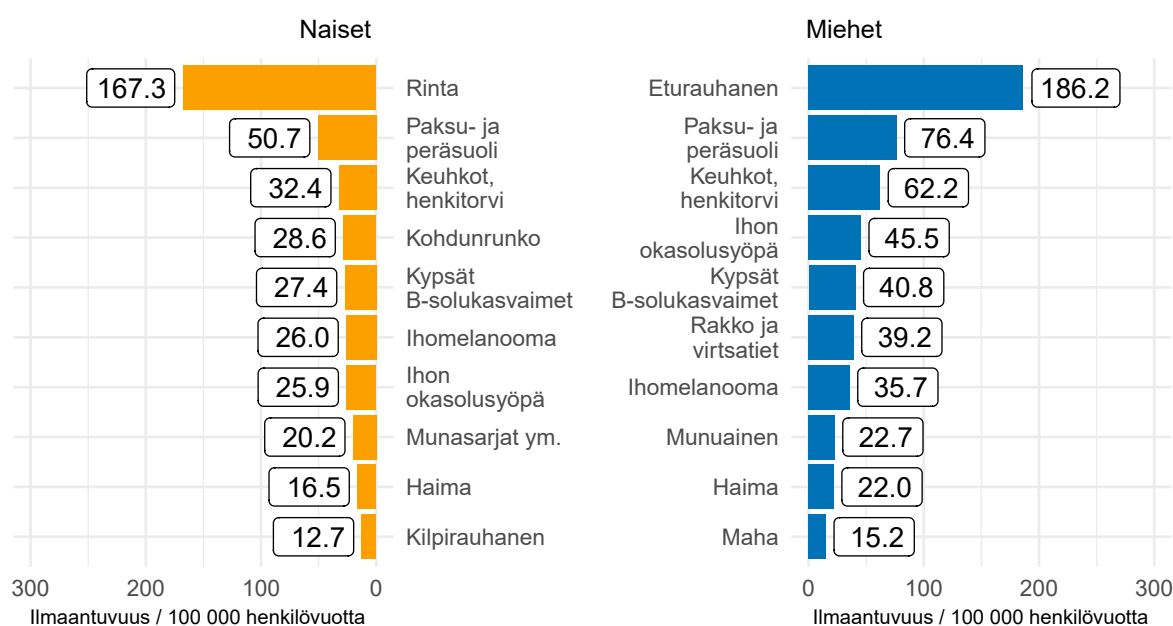 Naiset
167.3
Rinta
50.7
Paksu- ja
peräsuoli
32.4
Keuhkot,
henkitorvi
28.6
Kohdunrunko
27.4
Kypsät
B-solukasvaimet
26.0
Ihomelanooma
25.9
Ihon
okasolusyöpä
20.2
Munasarjat ym.
16.5
Haima
12.7
Kilpirauhanen
300 200 100 0
Ilmaantuvuus / 100 000 henkilövuotta
Miehet
Eturauhanen
186.2
Paksu- ja
peräsuoli
76.4
Keuhkot,
henkitorvi
62.2
Ihon
okasolusyöpä
45.5
Kypsät
B-solukasvaimet
40.8
Rakko ja
virtsatiet
39.2
Ihomelanooma
35.7
Munuainen
22.7
Haima
22.0
Maha
15.2
0 100 200 300
Ilmaantuvuus / 100 000 henkilövuotta